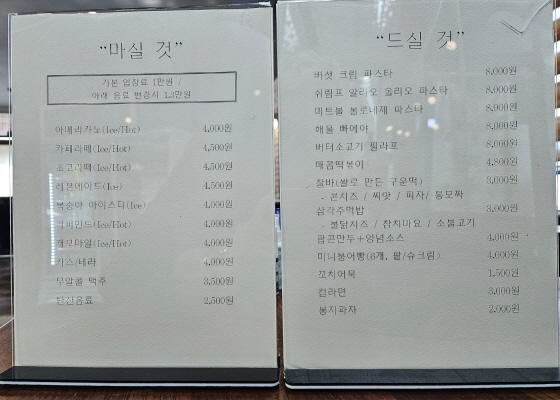 “마실 것”
기본 입장료 1만원 /
아래 음료 변경시 1.2만원
아메리카노(Ice/Hot) 4,000원
카페라떼(Ice/Hot) 4,500원
초코라떼(Ice/Hot) 4,500원
레몬에이드(Ice) 4,500원
복숭아 아이스티(Ice) 4,000원
페퍼민트(Ice/Hot) 4,000원
캐모마일(Ice/Hot) 4,000원
카스/테라 4,000원
무알콜 맥주 3,500원
탄산음료 2,500원
“드실 것”
버섯 크림 파스타 8,000원
쉬림프 알리오 올리오 파스타 8,000원
미트볼 볼로네제 파스타 8,000원
해물 빠에야 8,000원
버터소고기 필라프 8,000원
매콤떡볶이 4,800원
찰바(쌀로 만든 구운떡) 3,000원
- 콘치즈 / 씨앗 / 피자/ 통모짜
삼각주먹밥 3,000원
- 불닭치즈 / 참치마요 / 소불고기
팝콘만두+양념소스 4,000원
미니붕어빵(6개, 팥/슈크림) 4,000원
꼬치어묵 1,500원
컵라면 3,000원
봉지과자 2,000원